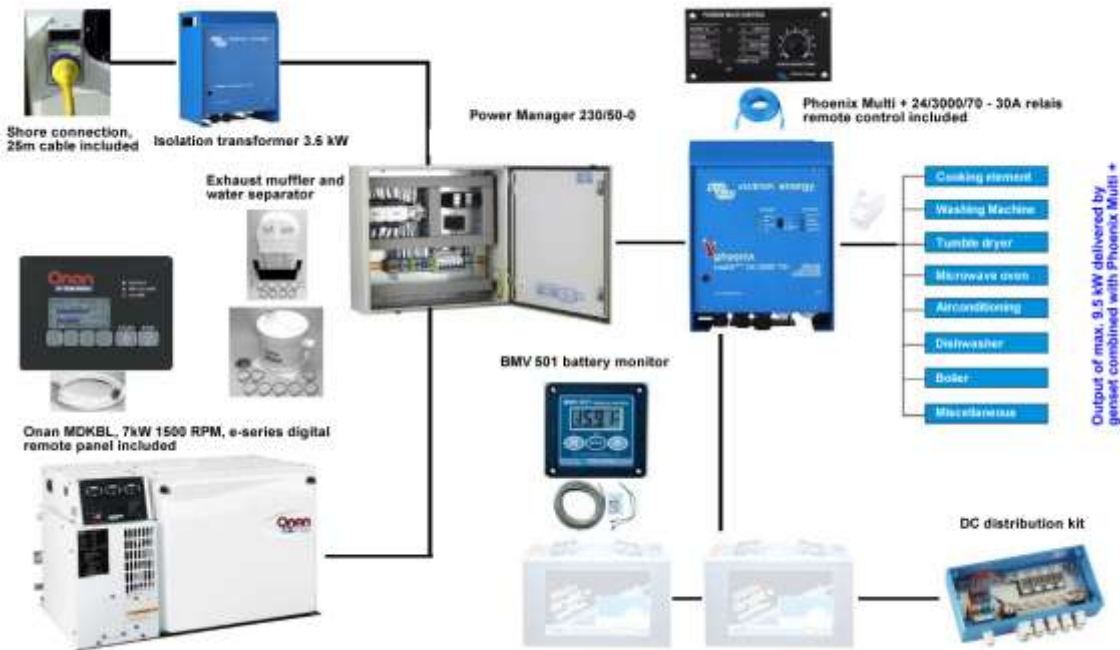 Shore connection,
25m cable included
Isolation transformer 3.6 kW
Power Manager 230/50-0
Phoenix Multi + 24/3000/70 - 30A relais
remote control included
Exhaust muffler and
water separator
victron energy
phoenix
Cooking element
Washing Machine
Tumble dryer
Microwave oven
Airconditioning
Dishwasher
Boiler
Miscellaneous
Output of max. 9.5 kW delivered by
genset combined with Phoenix Multi +
Onan
BMV 501 battery monitor
Onan MDKBL, 7kW 1500 RPM, e-series digital
remote panel included
Onan
DC distribution kit